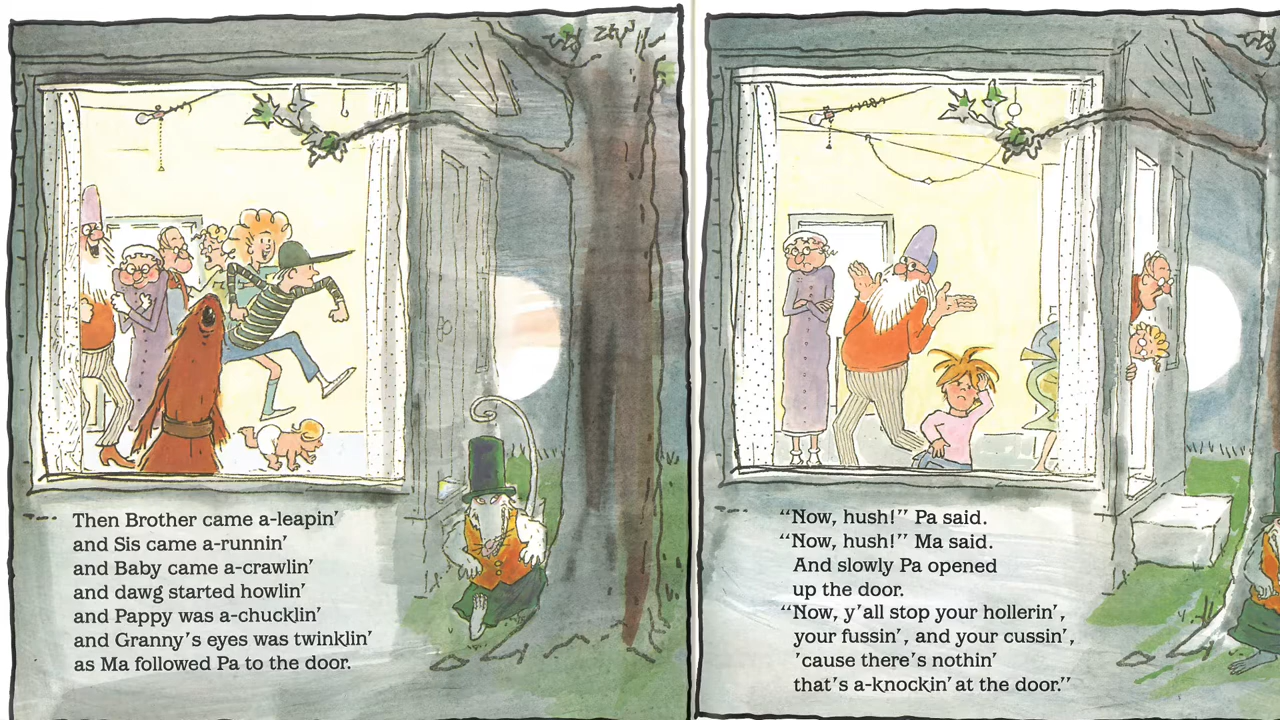 Then Brother came a-leapin’
and Sis came a-runnin’
and Baby came a-crawlin’
and dawg started howlin’
and Pappy was a-chucklin’
and Granny’s eyes was twinklin’
as Ma followed Pa to the door.
“Now, hush!” Pa said.
“Now, hush!” Ma said.
And slowly Pa opened
up the door.
“Now, y’all stop your hollerin’,
your fussin’, and your cussin’,
’cause there’s nothin’
that’s a-knockin’ at the door.”